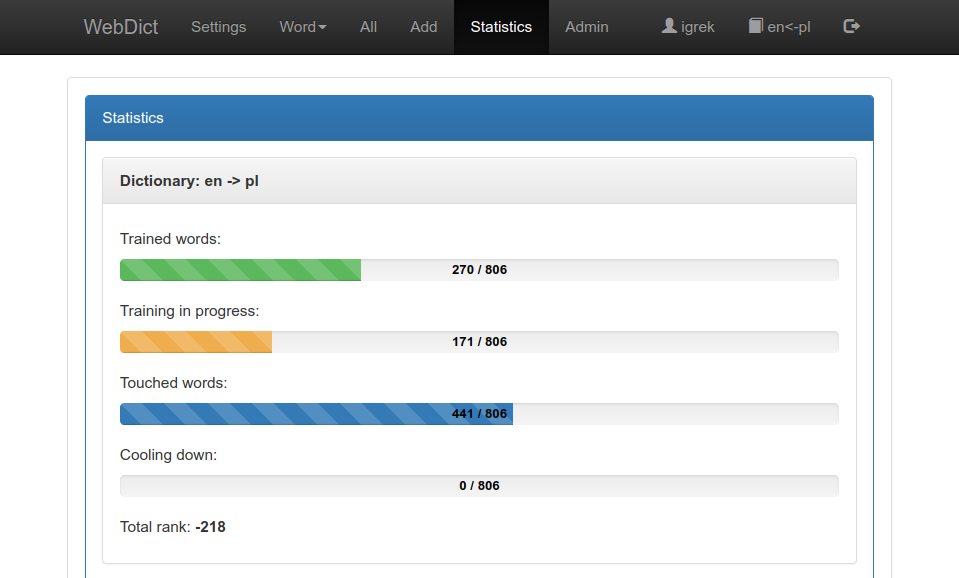 WebDict Settings Word All Add Statistics Admin igrek en<-pl
Statistics
Dictionary: en -> pl
Trained words:
270 / 806
Training in progress:
171 / 806
Touched words:
441 / 806
Cooling down:
0 / 806
Total rank: -218